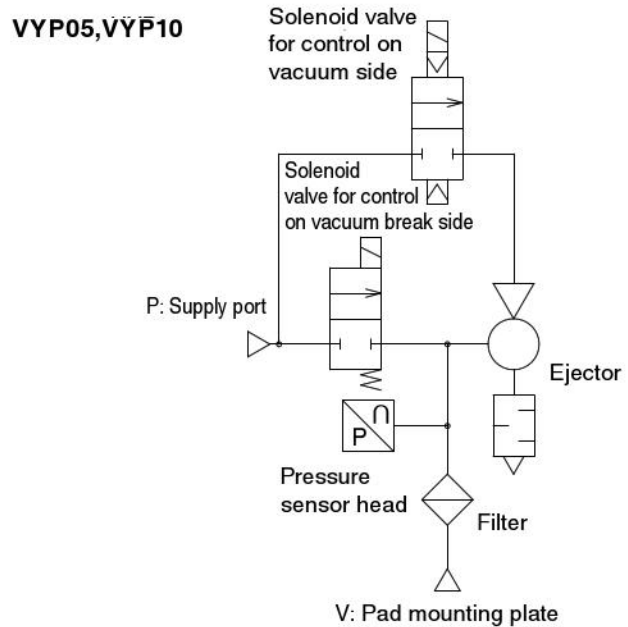 VYP05,VYP10
Solenoid valve
for control on
vacuum side
Solenoid
valve for control
on vacuum break side
P: Supply port
Ejector
P
Pressure
sensor head
Filter
V: Pad mounting plate